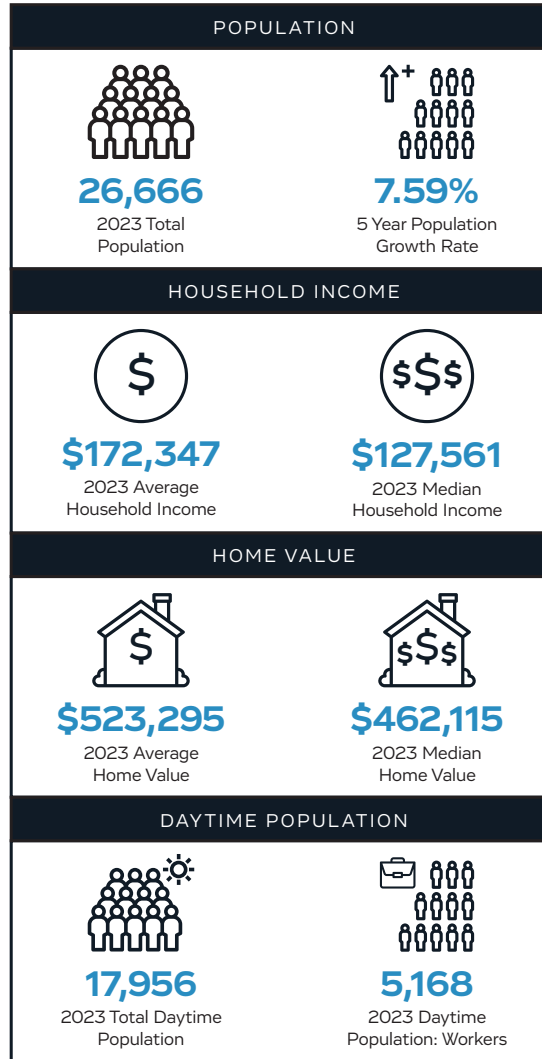 POPULATION
26,666
2023 Total
Population
7.59%
5 Year Population
Growth Rate
HOUSEHOLD INCOME
$
$172,347
2023 Average
Household Income
$$$
$127,561
2023 Median
Household Income
HOME VALUE
$
$523,295
2023 Average
Home Value
$$$
$462,115
2023 Median
Home Value
DAYTIME POPULATION
17,956
2023 Total Daytime
Population
5,168
2023 Daytime
Population: Workers